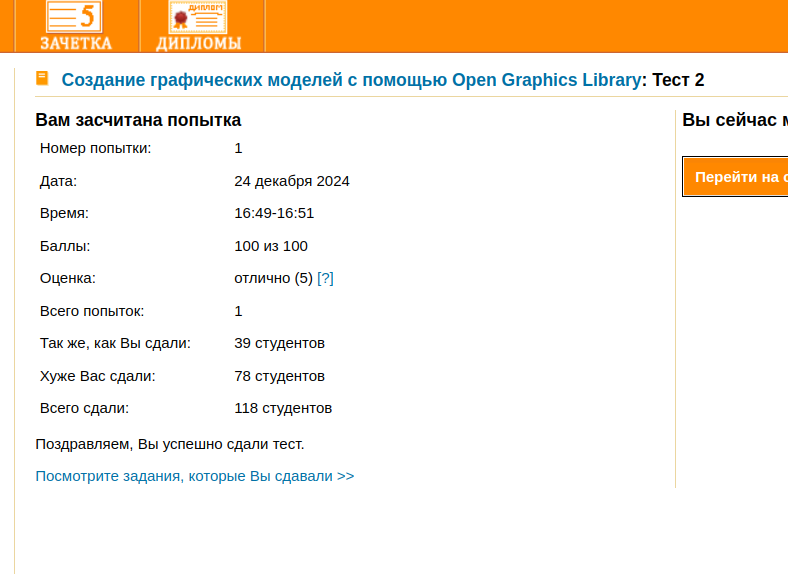 5
ДИПЛОМ
ЗАЧЕТКА
ДИПЛОМЫ
Создание графических моделей с помощью Open Graphics Library: Тест 2
Вам засчитана попытка
Номер попытки: 1
Дата: 24 декабря 2024
Время: 16:49-16:51
Баллы: 100 из 100
Оценка: отлично (5) [?]
Всего попыток: 1
Так же, как Вы сдали: 39 студентов
Хуже Вас сдали: 78 студентов
Всего сдали: 118 студентов
Поздравляем, Вы успешно сдали тест.
Посмотрите задания, которые Вы сдавали >>
Вы сейчас
Перейти на